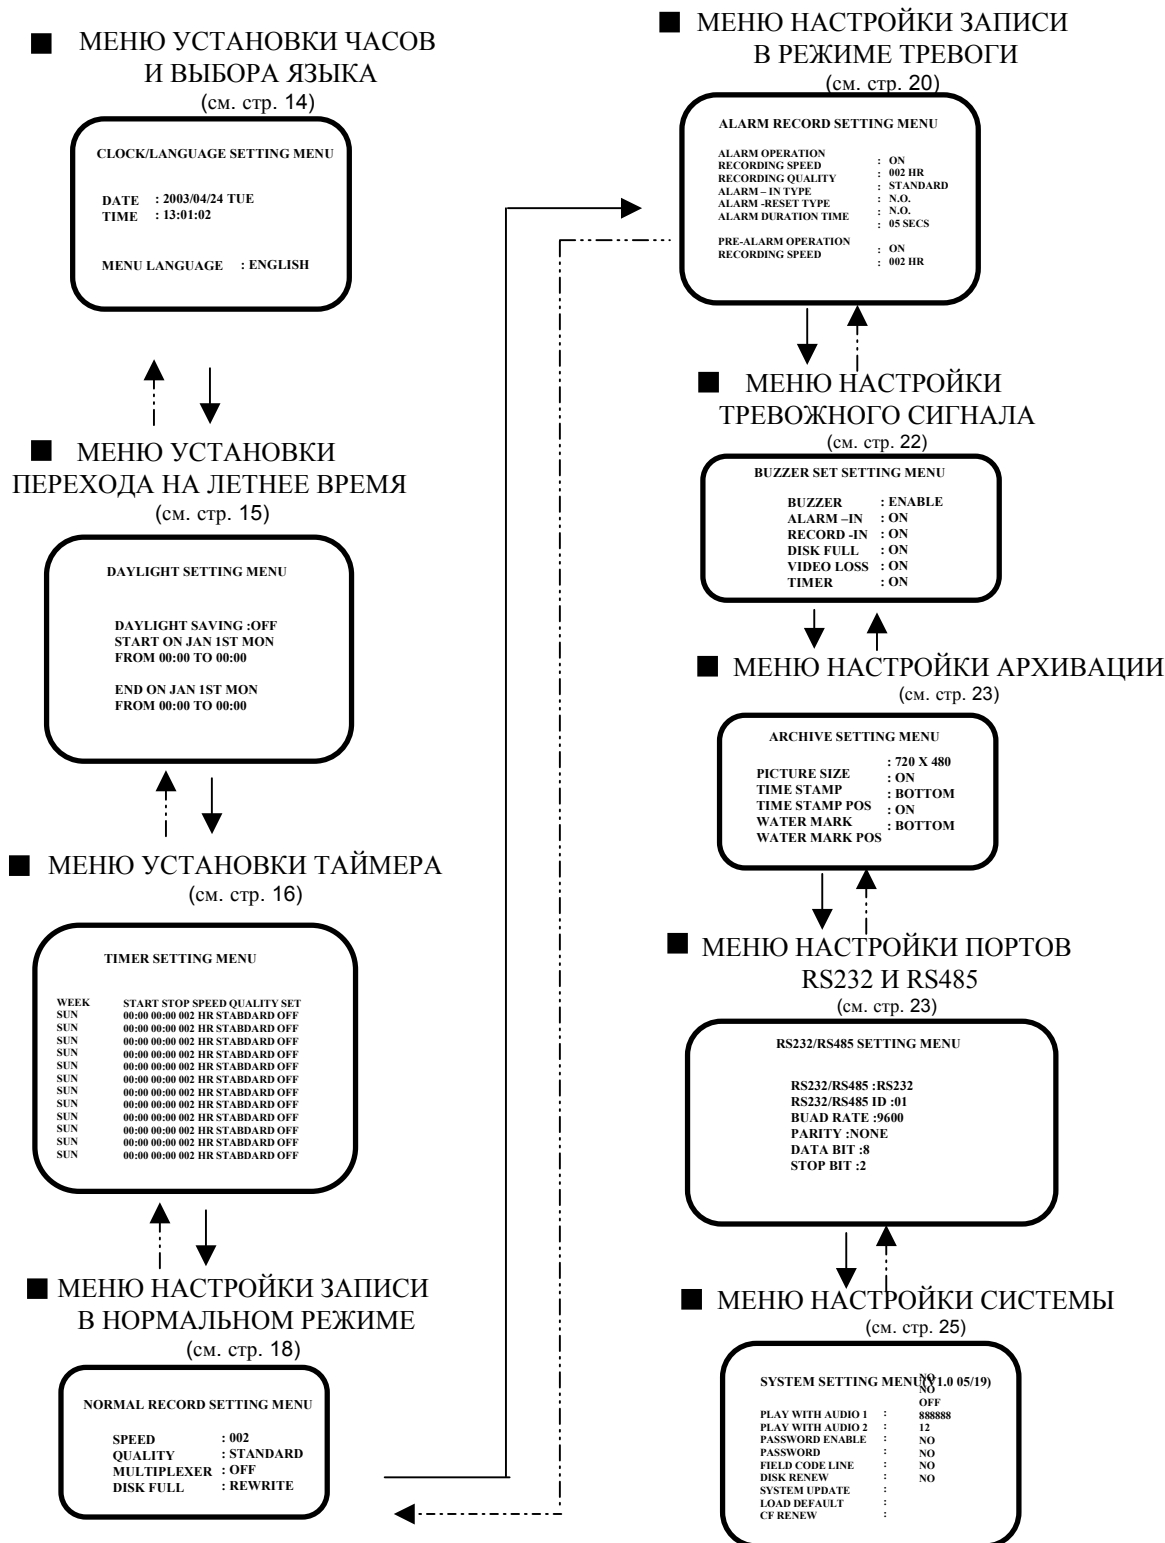 ■ МЕНЮ УСТАНОВКИ ЧАСОВ
И ВЫБОРА ЯЗЫКА
(см. стр. 14)
CLOCK/LANGUAGE SETTING MENU
DATE : 2003/04/24 TUE
TIME : 13:01:02
MENU LANGUAGE : ENGLISH
■ МЕНЮ УСТАНОВКИ
ПЕРЕХОДА НА ЛЕТНЕЕ ВРЕМЯ
(см. стр. 15)
DAYLIGHT SETTING MENU
DAYLIGHT SAVING :OFF
START ON JAN 1ST MON
FROM 00:00 TO 00:00
END ON JAN 1ST MON
FROM 00:00 TO 00:00
■ МЕНЮ УСТАНОВКИ ТАЙМЕРА
(см. стр. 16)
TIMER SETTING MENU
WEEK START STOP SPEED QUALITY SET
SUN 00:00 00:00 002 HR STABDARD OFF
SUN 00:00 00:00 002 HR STABDARD OFF
SUN 00:00 00:00 002 HR STABDARD OFF
SUN 00:00 00:00 002 HR STABDARD OFF
SUN 00:00 00:00 002 HR STABDARD OFF
SUN 00:00 00:00 002 HR STABDARD OFF
SUN 00:00 00:00 002 HR STABDARD OFF
SUN 00:00 00:00 002 HR STABDARD OFF
SUN 00:00 00:00 002 HR STABDARD OFF
SUN 00:00 00:00 002 HR STABDARD OFF
SUN 00:00 00:00 002 HR STABDARD OFF
SUN 00:00 00:00 002 HR STABDARD OFF
■ МЕНЮ НАСТРОЙКИ ЗАПИСИ
В НОРМАЛЬНОМ РЕЖИМЕ
(см. стр. 18)
NORMAL RECORD SETTING MENU
SPEED : 002
QUALITY : STANDARD
MULTIPLEXER : OFF
DISK FULL : REWRITE
■ МЕНЮ НАСТРОЙКИ ЗАПИСИ
В РЕЖИМЕ ТРЕВОГИ
(см. стр. 20)
ALARM RECORD SETTING MENU
ALARM OPERATION : ON
RECORDING SPEED : 002 HR
RECORDING QUALITY : STANDARD
ALARM – IN TYPE : N.O.
ALARM -RESET TYPE : N.O.
ALARM DURATION TIME : 05 SECS
PRE-ALARM OPERATION : ON
RECORDING SPEED : 002 HR
■ МЕНЮ НАСТРОЙКИ
ТРЕВОЖНОГО СИГНАЛА
(см. стр. 22)
BUZZER SET SETTING MENU
BUZZER : ENABLE
ALARM –IN : ON
RECORD -IN : ON
DISK FULL : ON
VIDEO LOSS : ON
TIMER : ON
■ МЕНЮ НАСТРОЙКИ АРХИВАЦИИ
(см. стр. 23)
ARCHIVE SETTING MENU
PICTURE SIZE : 720 X 480
TIME STAMP : ON
TIME STAMP POS : BOTTOM
WATER MARK : ON
WATER MARK POS : BOTTOM
■ МЕНЮ НАСТРОЙКИ ПОРТОВ
RS232 И RS485
(см. стр. 23)
RS232/RS485 SETTING MENU
RS232/RS485 :RS232
RS232/RS485 ID :01
BUAD RATE :9600
PARITY :NONE
DATA BIT :8
STOP BIT :2
■ МЕНЮ НАСТРОЙКИ СИСТЕМЫ
(см. стр. 25)
SYSTEM SETTING MENU(V1.0 05/19)
PLAY WITH AUDIO 1 : NO
PLAY WITH AUDIO 2 : NO
PASSWORD ENABLE : OFF
PASSWORD : 888888
FIELD CODE LINE : 12
DISK RENEW : NO
SYSTEM UPDATE : NO
LOAD DEFAULT : NO
CF RENEW : NO